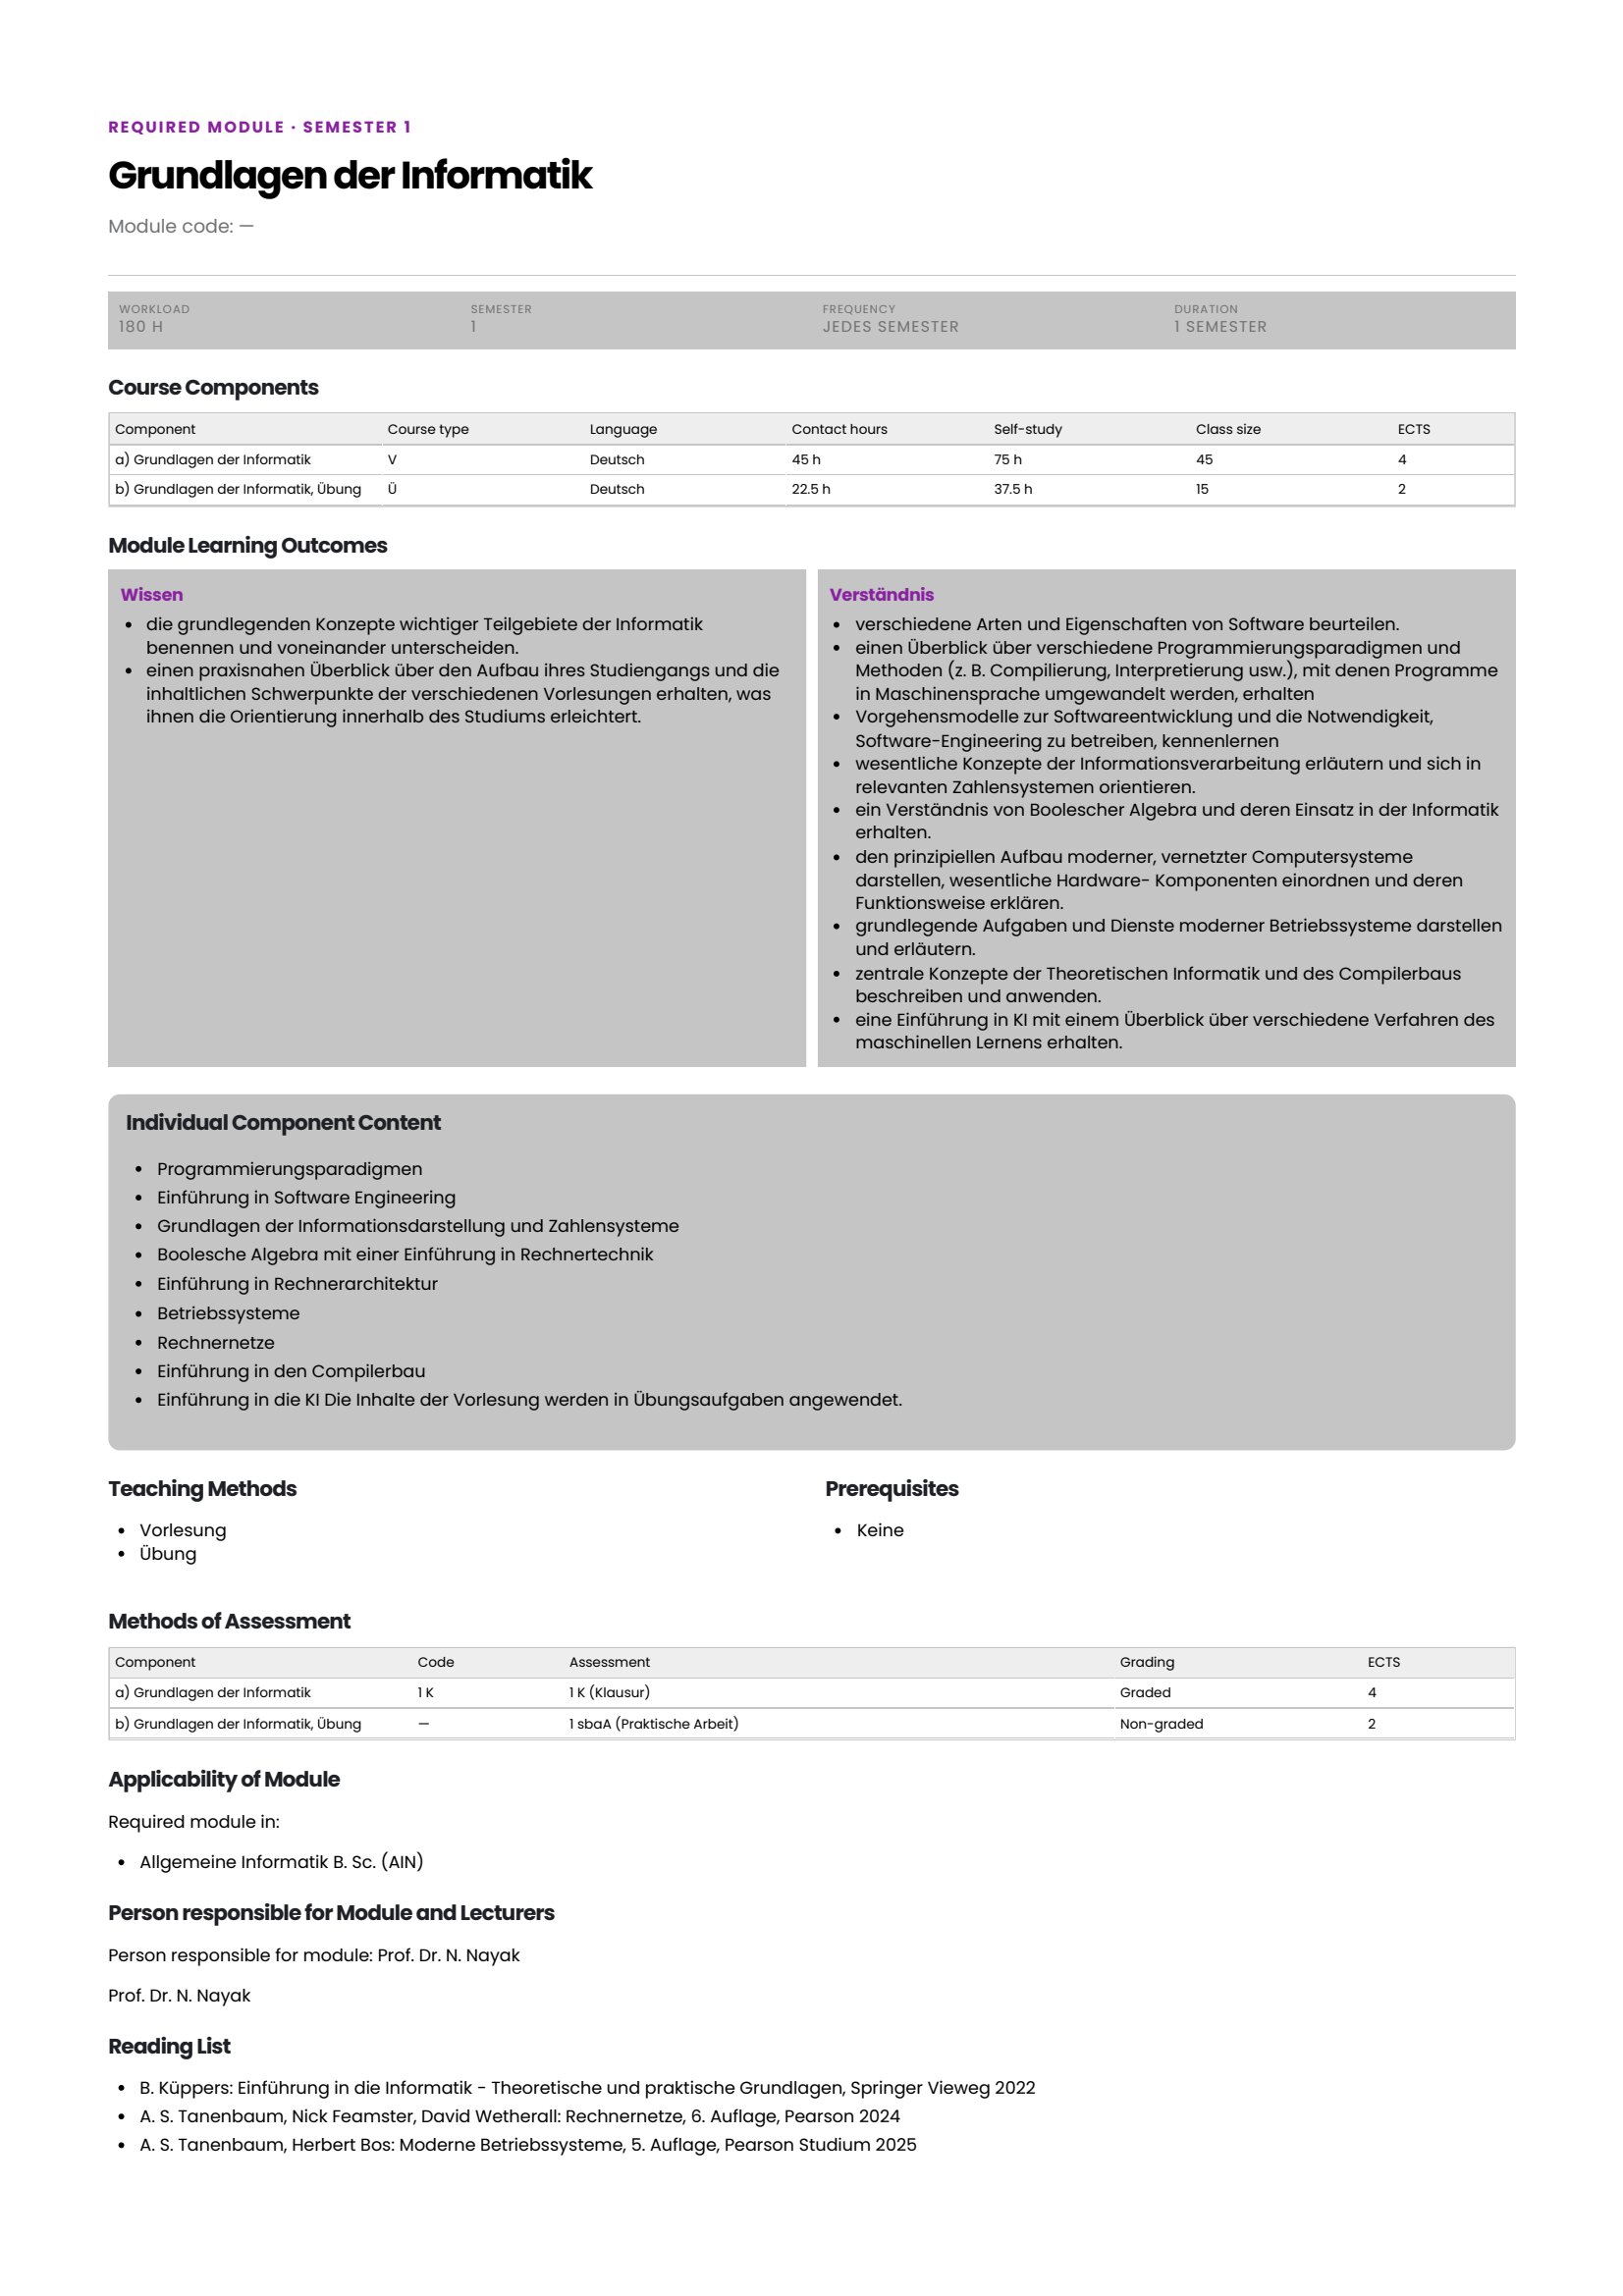 REQUIRED MODULE · SEMESTER 1
Grundlagen der Informatik
Module code: —
WORKLOAD SEMESTER FREQUENCY DURATION
180 H 1 JEDES SEMESTER 1 SEMESTER
Course Components
Component Course type Language Contact hours Self-study Class size ECTS
a) Grundlagen der Informatik V Deutsch 45 h 75 h 45 4
b) Grundlagen der Informatik, Übung Ü Deutsch 22.5 h 37.5 h 15 2
Module Learning Outcomes
Wissen
• die grundlegenden Konzepte wichtiger Teilgebiete der Informatik
benennen und voneinander unterscheiden.
• einen praxisnahen Überblick über den Aufbau ihres Studiengangs und die
inhaltlichen Schwerpunkte der verschiedenen Vorlesungen erhalten, was
ihnen die Orientierung innerhalb des Studiums erleichtert.
Verständnis
• verschiedene Arten und Eigenschaften von Software beurteilen.
• einen Überblick über verschiedene Programmierungsparadigmen und
Methoden (z. B. Compilierung, Interpretierung usw.), mit denen Programme
in Maschinensprache umgewandelt werden, erhalten
• Vorgehensmodelle zur Softwareentwicklung und die Notwendigkeit,
Software-Engineering zu betreiben, kennenlernen
• wesentliche Konzepte der Informationsverarbeitung erläutern und sich in
relevanten Zahlensystemen orientieren.
• ein Verständnis von Boolescher Algebra und deren Einsatz in der Informatik
erhalten.
• den prinzipiellen Aufbau moderner, vernetzter Computersysteme
darstellen, wesentliche Hardware- Komponenten einordnen und deren
Funktionsweise erklären.
• grundlegende Aufgaben und Dienste moderner Betriebssysteme darstellen
und erläutern.
• zentrale Konzepte der Theoretischen Informatik und des Compilerbaus
beschreiben und anwenden.
• eine Einführung in KI mit einem Überblick über verschiedene Verfahren des
maschinellen Lernens erhalten.
Individual Component Content
• Programmierungsparadigmen
• Einführung in Software Engineering
• Grundlagen der Informationsdarstellung und Zahlensysteme
• Boolesche Algebra mit einer Einführung in Rechnertechnik
• Einführung in Rechnerarchitektur
• Betriebssysteme
• Rechnernetze
• Einführung in den Compilerbau
• Einführung in die KI Die Inhalte der Vorlesung werden in Übungsaufgaben angewendet.
Teaching Methods
• Vorlesung
• Übung
Prerequisites
• Keine
Methods of Assessment
Component Code Assessment Grading ECTS
a) Grundlagen der Informatik 1 K 1 K (Klausur) Graded 4
b) Grundlagen der Informatik, Übung — 1 sbaA (Praktische Arbeit) Non-graded 2
Applicability of Module
Required module in:
• Allgemeine Informatik B. Sc. (AIN)
Person responsible for Module and Lecturers
Person responsible for module: Prof. Dr. N. Nayak
Prof. Dr. N. Nayak
Reading List
• B. Küppers: Einführung in die Informatik - Theoretische und praktische Grundlagen, Springer Vieweg 2022
• A. S. Tanenbaum, Nick Feamster, David Wetherall: Rechnernetze, 6. Auflage, Pearson 2024
• A. S. Tanenbaum, Herbert Bos: Moderne Betriebssysteme, 5. Auflage, Pearson Studium 2025